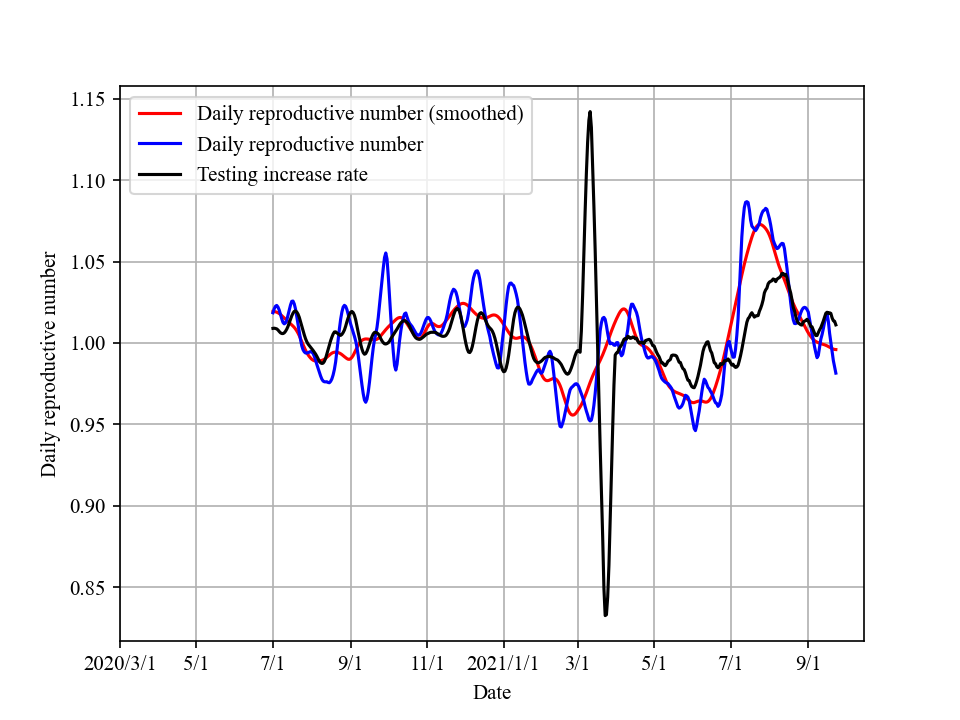 Daily reproductive number (smoothed)
Daily reproductive number
Testing increase rate
Daily reproductive number
1.15
1.10
1.05
1.00
0.95
0.90
0.85
2020/3/1 5/1 7/1 9/1 11/1 2021/1/1 3/1 5/1 7/1 9/1
Date